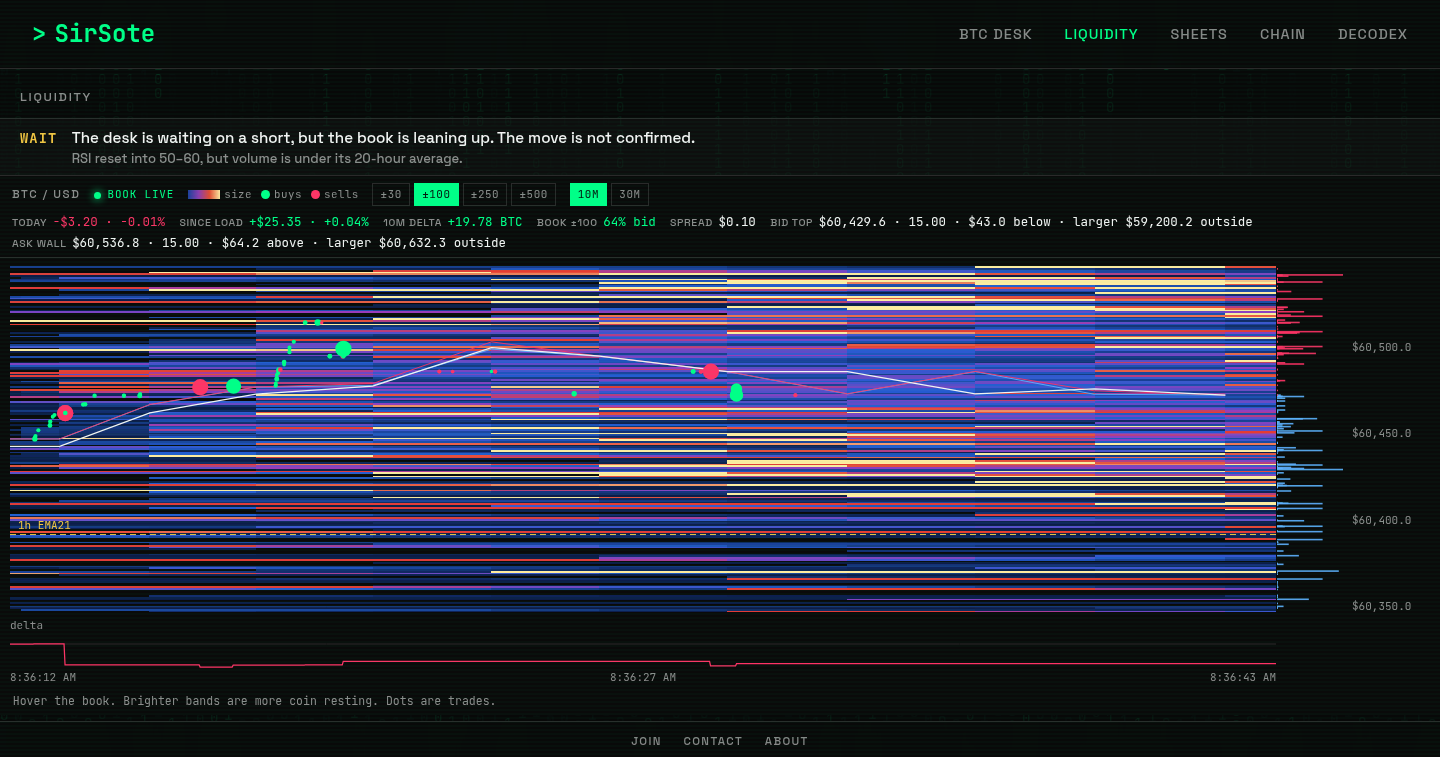 > SirSote
BTC DESK LIQUIDITY SHEETS CHAIN DECODEX
LIQUIDITY
WAIT The desk is waiting on a short, but the book is leaning up. The move is not confirmed.
RSI reset into 50–60, but volume is under its 20-hour average.
BTC / USD BOOK LIVE size buys sells ±30 ±100 ±250 ±500 10M 30M
TODAY -$3.20 · -0.01% SINCE LOAD +$25.35 · +0.04% 10M DELTA +19.78 BTC BOOK ±100 64% bid SPREAD $0.10 BID TOP $60,429.6 · 15.00 · $43.0 below · larger $59,200.2 outside
ASK WALL $60,536.8 · 15.00 · $64.2 above · larger $60,632.3 outside
$60,500.0
$60,450.0
$60,400.0
1h EMA21
$60,350.0
delta
8:36:12 AM 8:36:27 AM 8:36:43 AM
Hover the book. Brighter bands are more coin resting. Dots are trades.
JOIN CONTACT ABOUT